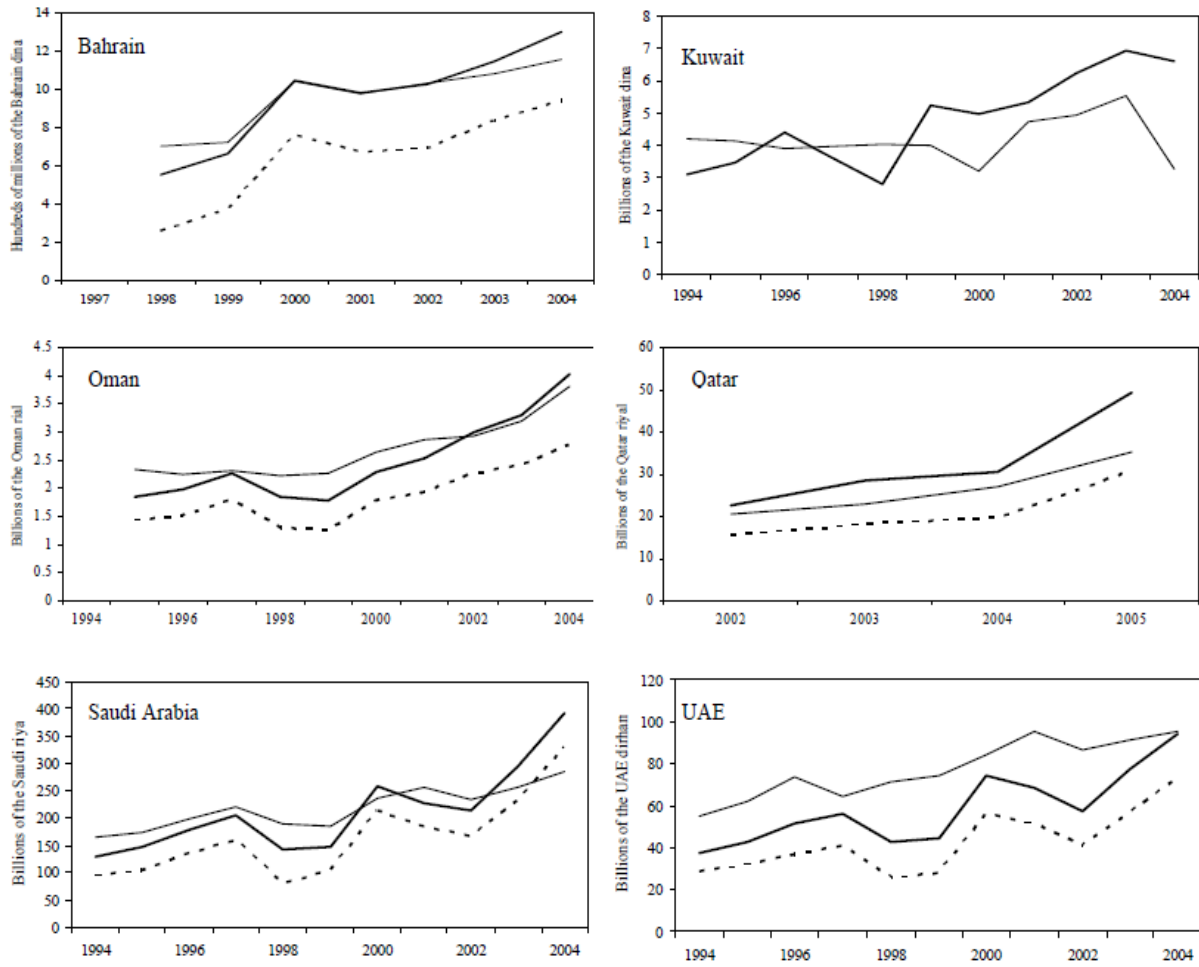 Bahrain
Hundreds of millions of the Bahrain dina
14
12
10
8
6
4
2
0
1997 1998 1999 2000 2001 2002 2003 2004
Kuwait
Billions of the Kuwait dina
8
7
6
5
4
3
2
1
0
1994 1996 1998 2000 2002 2004
Oman
Billions of the Oman rial
4.5
4
3.5
3
2.5
2
1.5
1
0.5
0
1994 1996 1998 2000 2002 2004
Qatar
Billions of the Qatar riyal
60
50
40
30
20
10
0
2002 2003 2004 2005
Saudi Arabia
Billions of the Saudi riya
450
400
350
300
250
200
150
100
50
0
1994 1996 1998 2000 2002 2004
UAE
Billions of the UAE dirhan
120
100
80
60
40
20
0
1994 1996 1998 2000 2002 2004